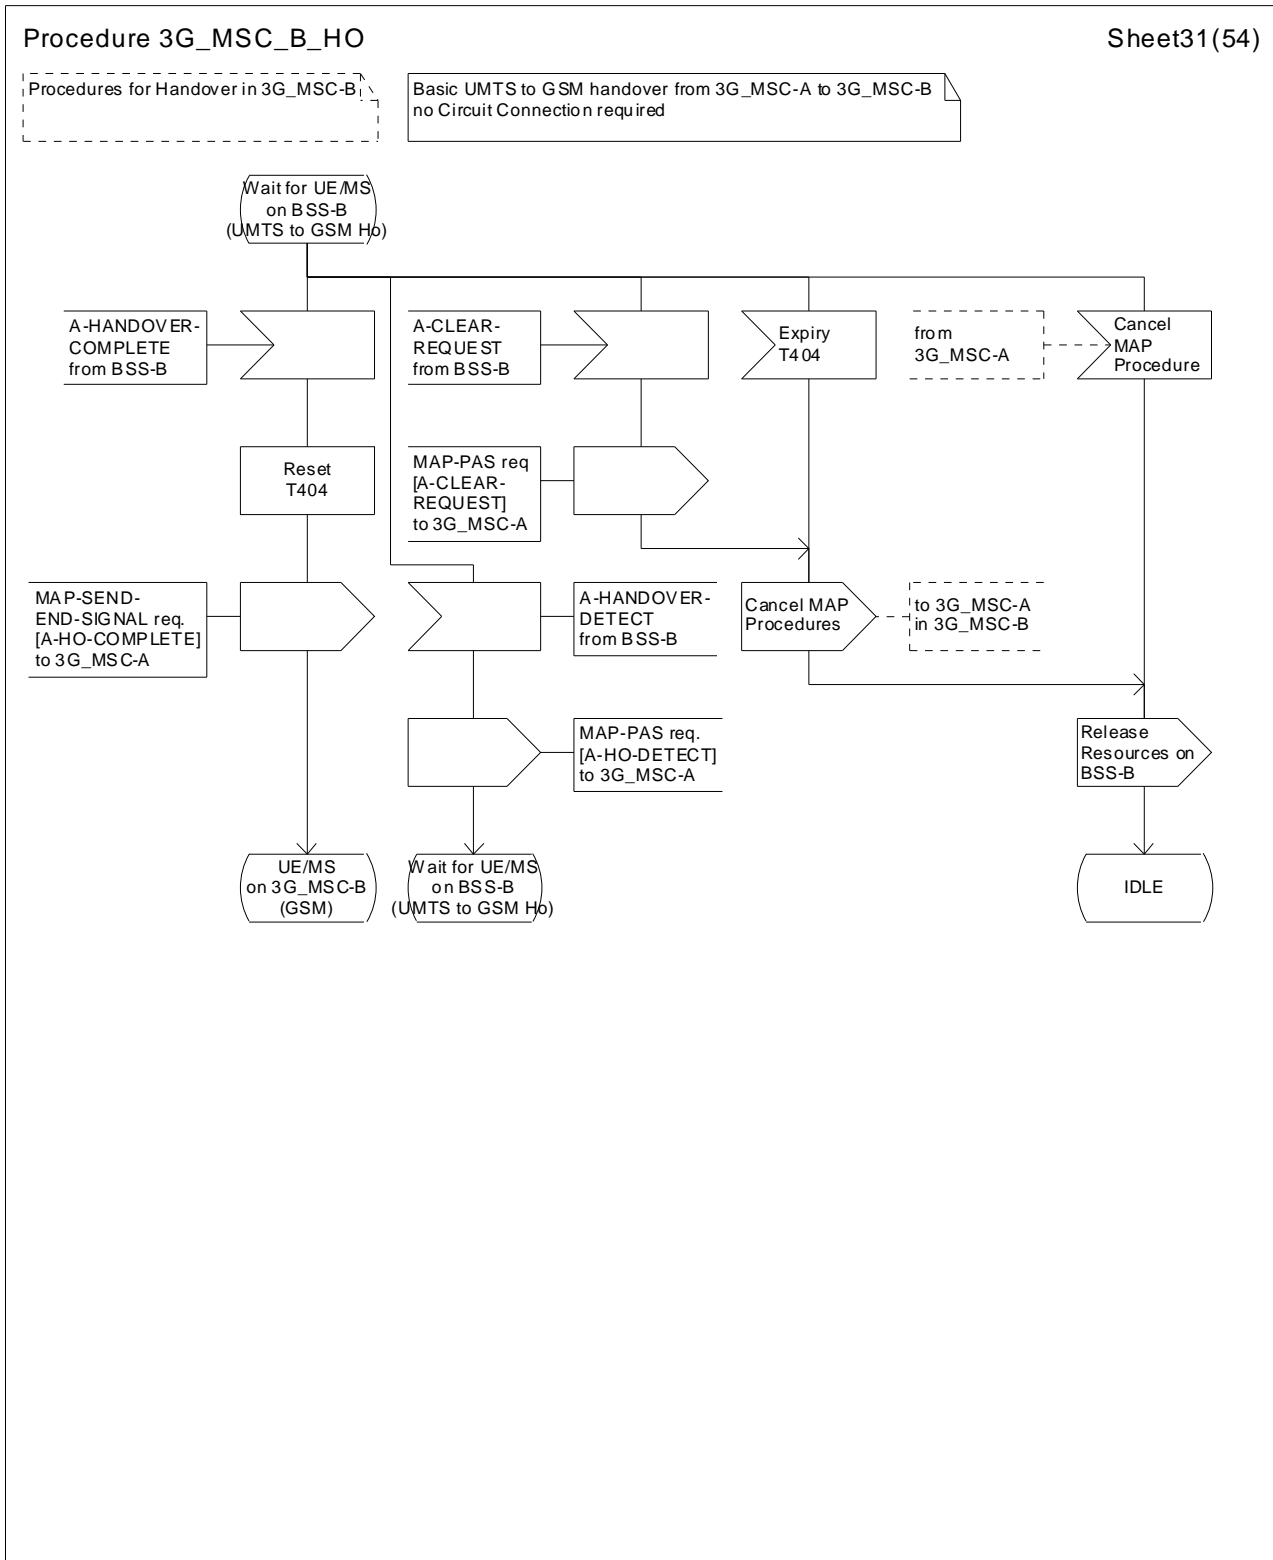 Procedure 3G_MSC_B_HO
Sheet31(54)
Procedures for Handover in 3G_MSC-B
Basic UMTS to GSM handover from 3G_MSC-A to 3G_MSC-B
no Circuit Connection required
Wait for UE/MS
on BSS-B
(UMTS to GSM Ho)
A-HANDOVER-
COMPLETE
from BSS-B
A-CLEAR-
REQUEST
from BSS-B
Expiry
T404
from
3G_MSC-A
Cancel
MAP
Procedure
Reset
T404
MAP-PAS req
[A-CLEAR-
REQUEST]
to 3G_MSC-A
MAP-SEND-
END-SIGNAL req.
[A-HO-COMPLETE]
to 3G_MSC-A
A-HANDOVER-
DETECT
from BSS-B
Cancel MAP
Procedures
to 3G_MSC-A
in 3G_MSC-B
MAP-PAS req.
[A-HO-DETECT]
to 3G_MSC-A
Release
Resources on
BSS-B
UE/MS
on 3G_MSC-B
(GSM)
Wait for UE/MS
on BSS-B
(UMTS to GSM Ho)
IDLE